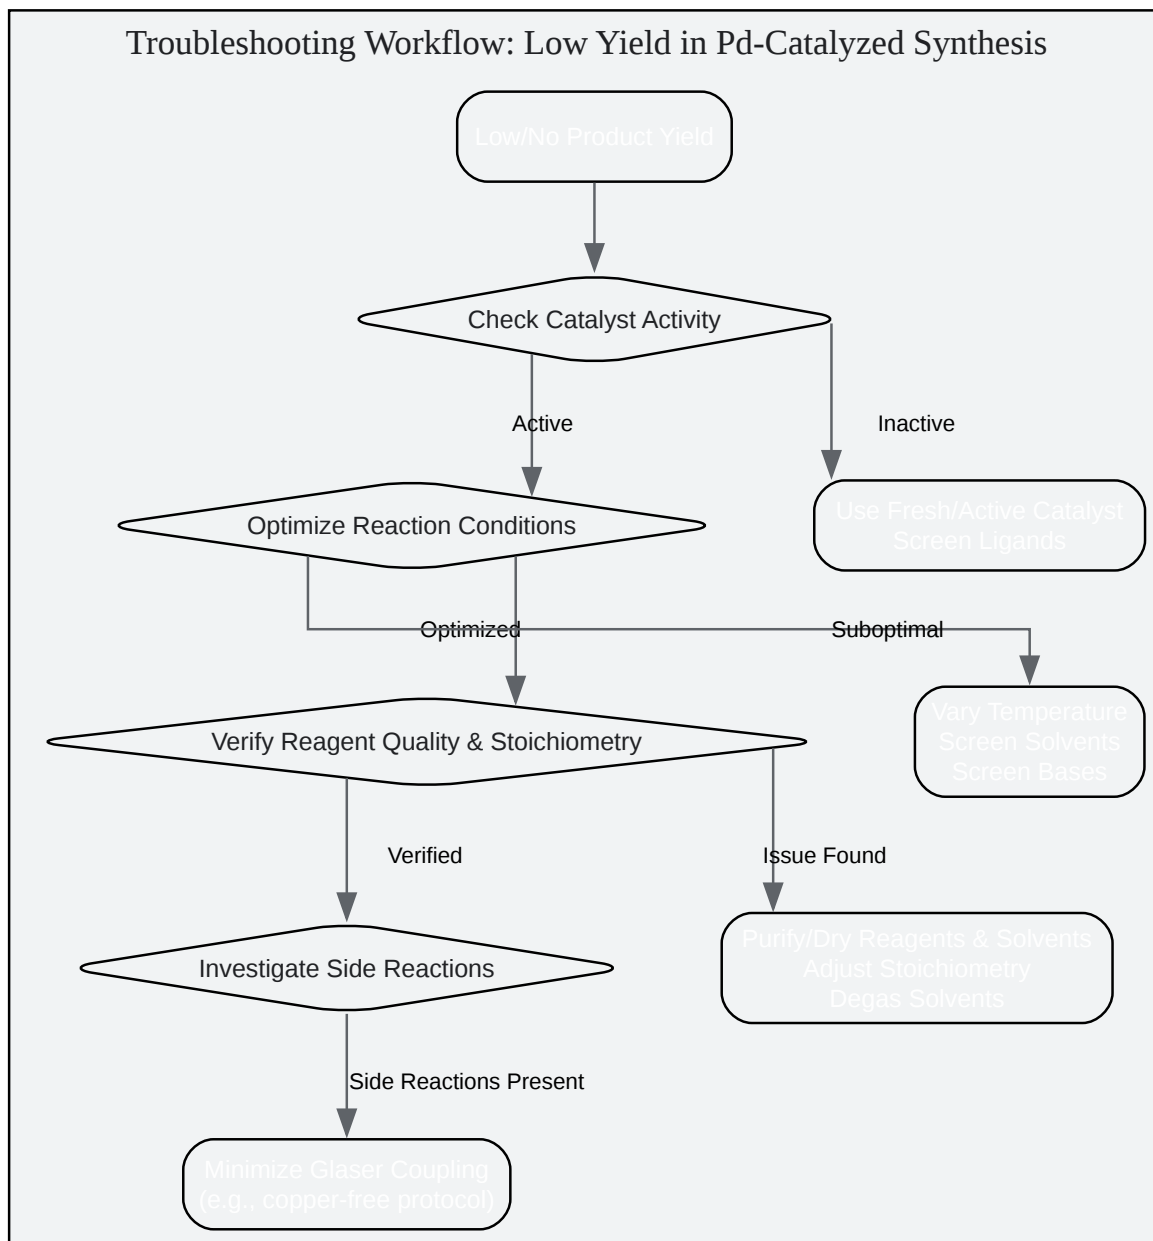 Troubleshooting Workflow: Low Yield in Pd-Catalyzed Synthesis
Low/No Product Yield
Check Catalyst Activity
Active
Inactive
Optimize Reaction Conditions
Use Fresh/Active Catalyst
Screen Ligands
Optimized
Suboptimal
Verify Reagent Quality & Stoichiometry
Vary Temperature
Screen Solvents
Screen Bases
Verified
Issue Found
Investigate Side Reactions
Purify/Dry Reagents & Solvents
Adjust Stoichiometry
Degas Solvents
Side Reactions Present
Minimize Glaser Coupling
(e.g., copper-free protocol)